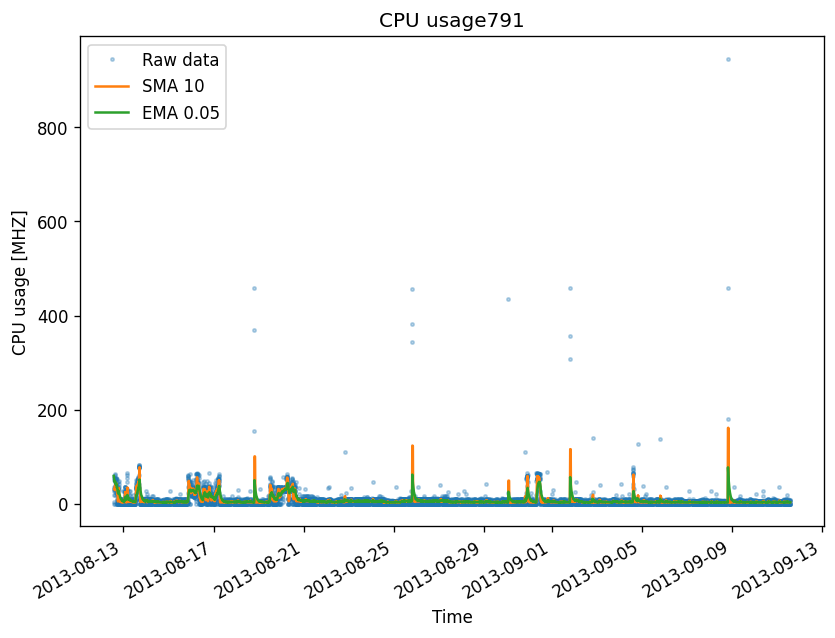 CPU usage791
Raw data
SMA 10
EMA 0.05
CPU usage [MHZ]
800
600
400
200
0
2013-08-13
2013-08-17
2013-08-21
2013-08-25
2013-08-29
2013-09-01
2013-09-05
2013-09-09
2013-09-13
Time